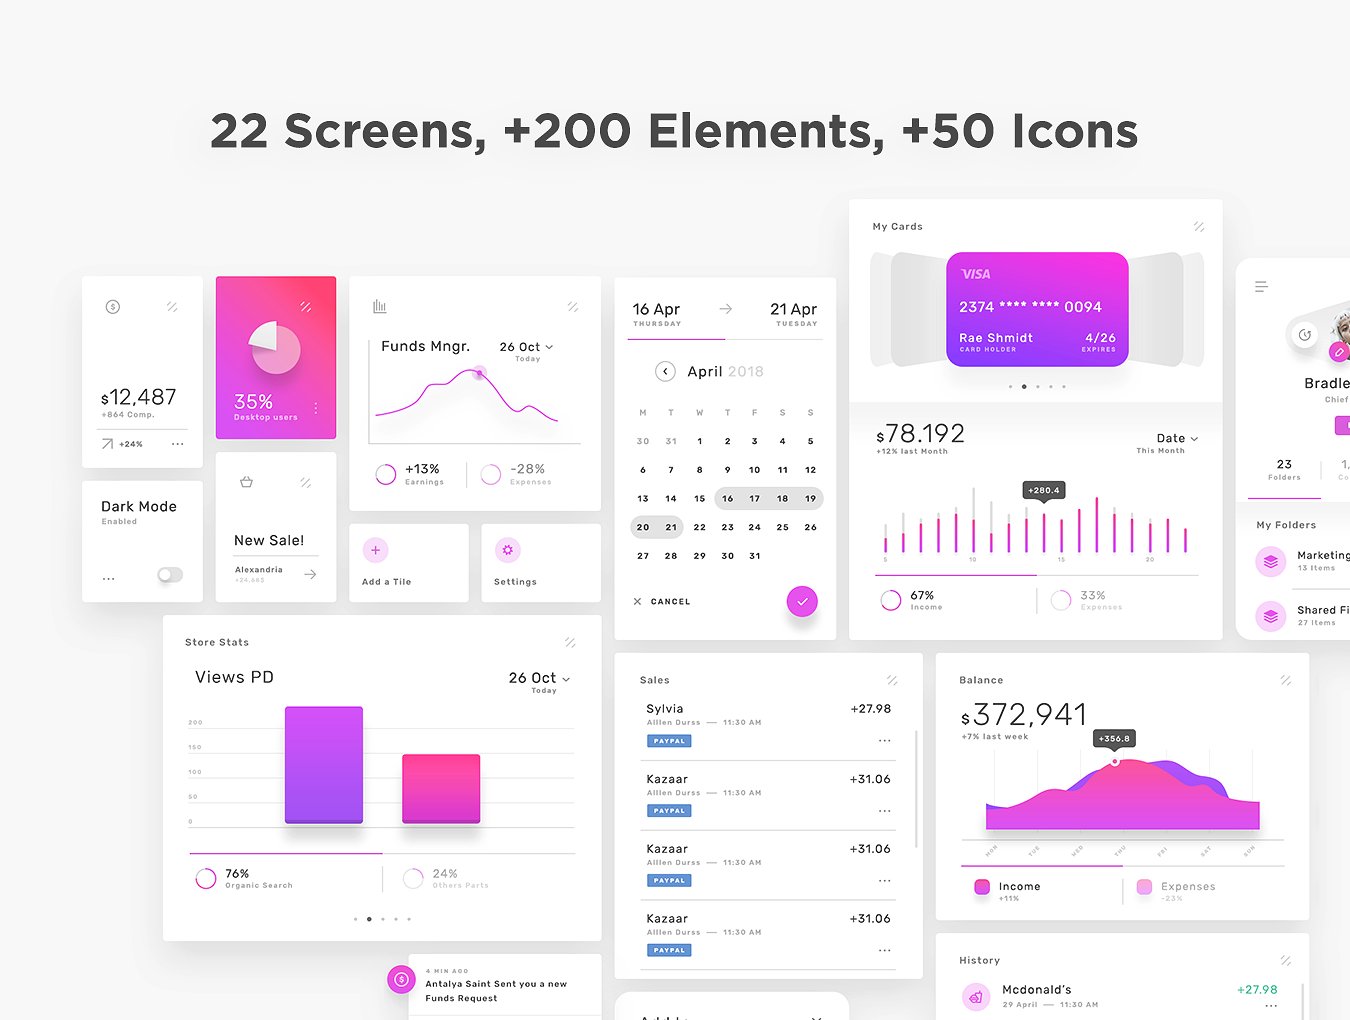 22 Screens, +200 Elements, +50 Icons
$12,487
+864 Comp.
+24%
35%
Desktop users
Funds Mngr.
26 Oct
Today
+13%
Earnings
-28%
Expenses
Dark Mode
Enabled
New Sale!
Alexandria
+24,68$
Add a Tile
Settings
16 Apr
THURSDAY
21 Apr
TUESDAY
April 2018
M T W T F S S
30 31 1 2 3 4 5
6 7 8 9 10 11 12
13 14 15 16 17 18 19
20 21 22 23 24 25 26
27 28 29 30 31
CANCEL
My Cards
VISA
2374 **** **** 0094
Rae Shmidt
CARD HOLDER
4/26
EXPIRES
$78.192
+12% last Month
Date
This Month
+280.4
5 10 15 20
67%
Income
33%
Expenses
Bradle
Chief
23
Folders
1,
Co
My Folders
Marketing
13 Items
Shared Fi
27 Items
Store Stats
Views PD
26 Oct
Today
200
150
100
50
0
76%
Organic Search
24%
Others Parts
Sales
Sylvia +27.98
Alllen Durss — 11:30 AM
PAYPAL
Kazaar +31.06
Alllen Durss — 11:30 AM
PAYPAL
Kazaar +31.06
Alllen Durss — 11:30 AM
PAYPAL
Kazaar +31.06
Alllen Durss — 11:30 AM
PAYPAL
Balance
$372,941
+7% last week
+356.8
MON TUE WED THU FRI SAT SUN
Income
+11%
Expenses
-23%
4 MIN AGO
Antalya Saint Sent you a new
Funds Request
History
Mcdonald's +27.98
29 April — 11:30 AM